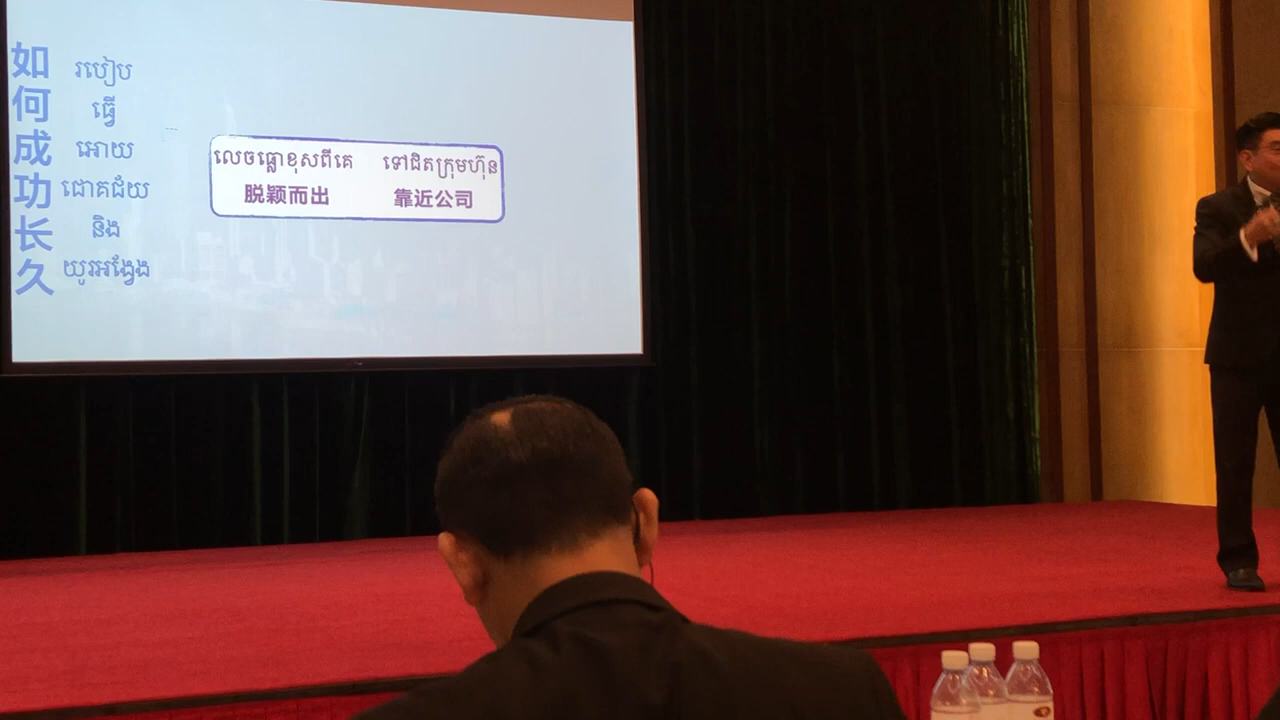 如何成功长久
របៀប
ធ្វើ
អោយ
ជោគជ័យ
និង
យូរអង្វែង
លេចធ្លោខុសពីគេ ទៅជិតក្រុមហ៊ុន
脱颖而出 靠近公司